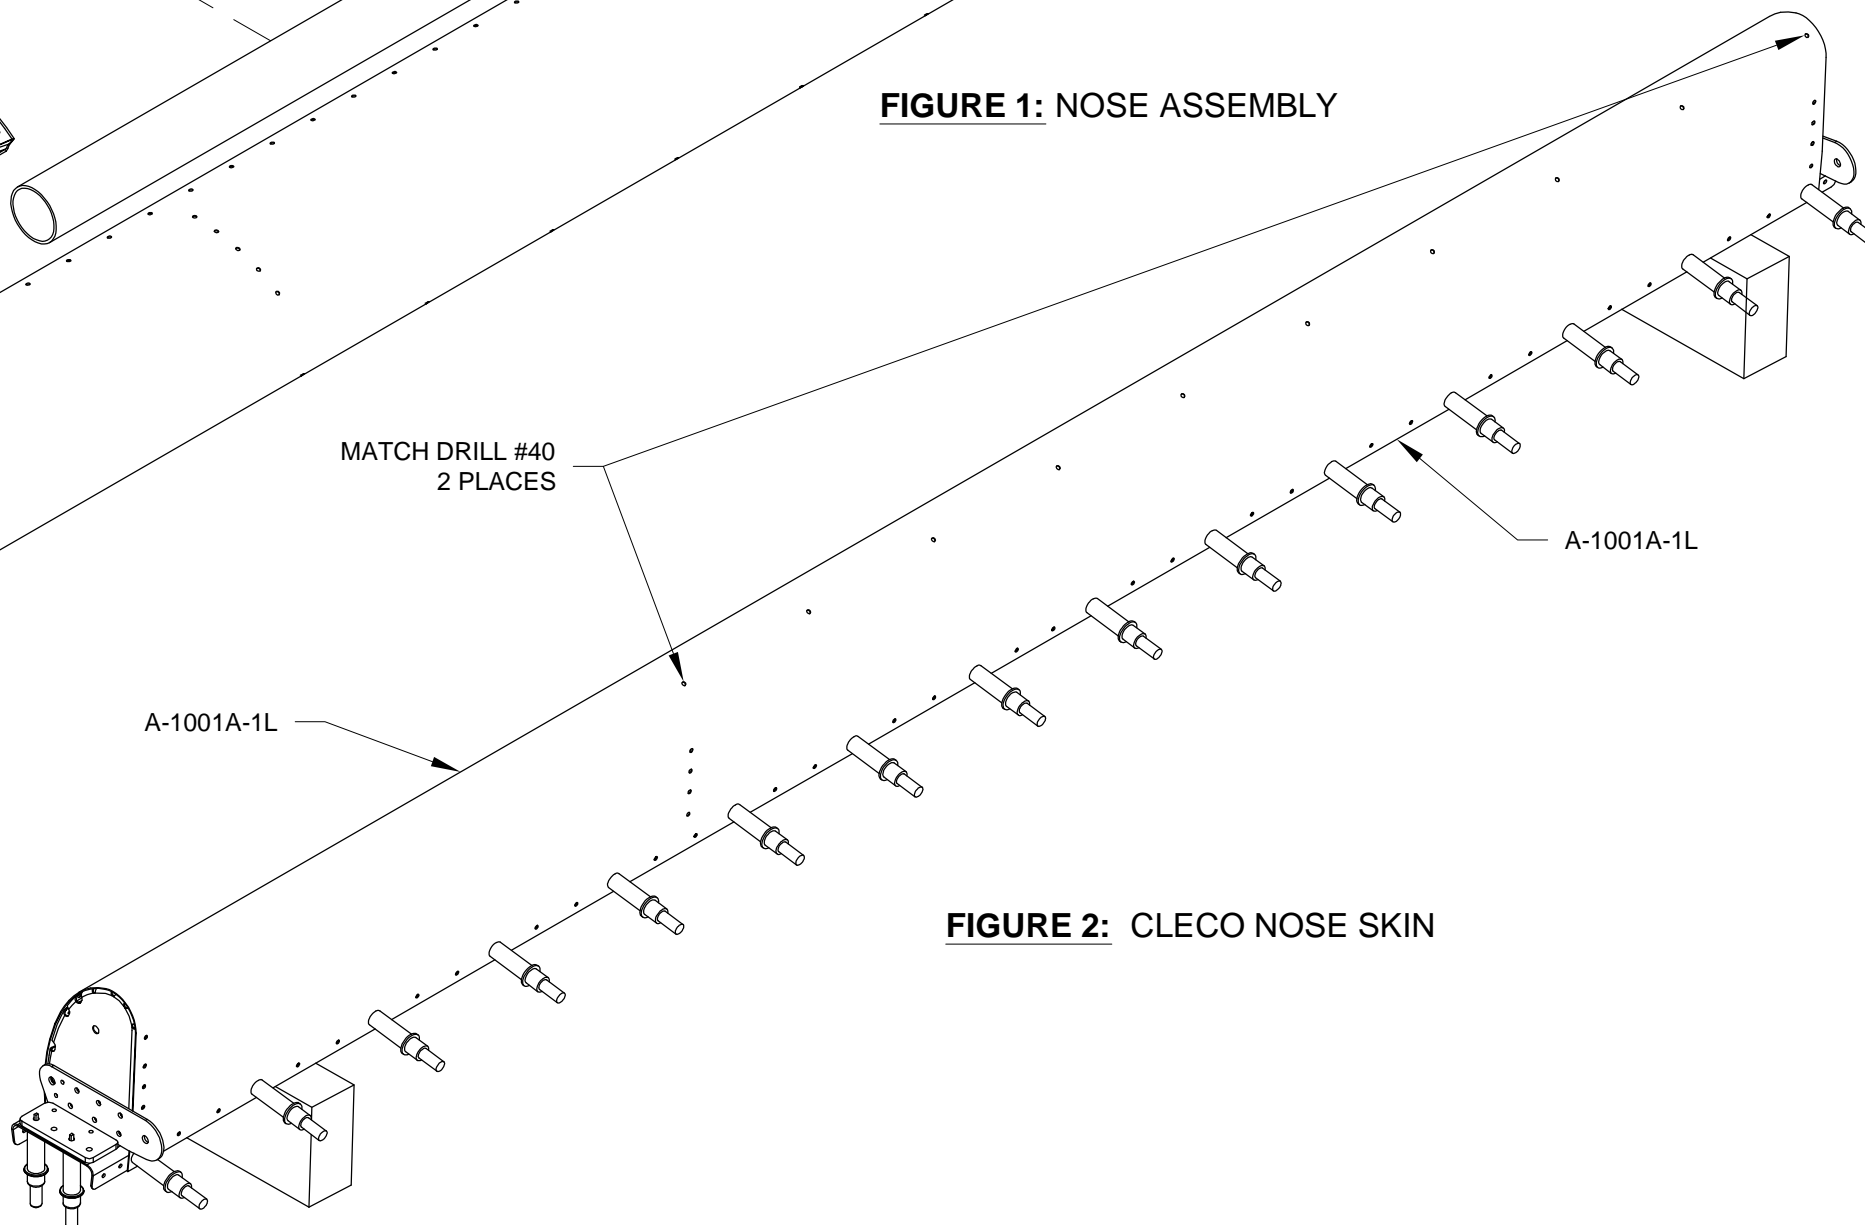 FIGURE 1: NOSE ASSEMBLY
MATCH DRILL #40
2 PLACES
A-1001A-1L
A-1001A-1L
FIGURE 2: CLECO NOSE SKIN